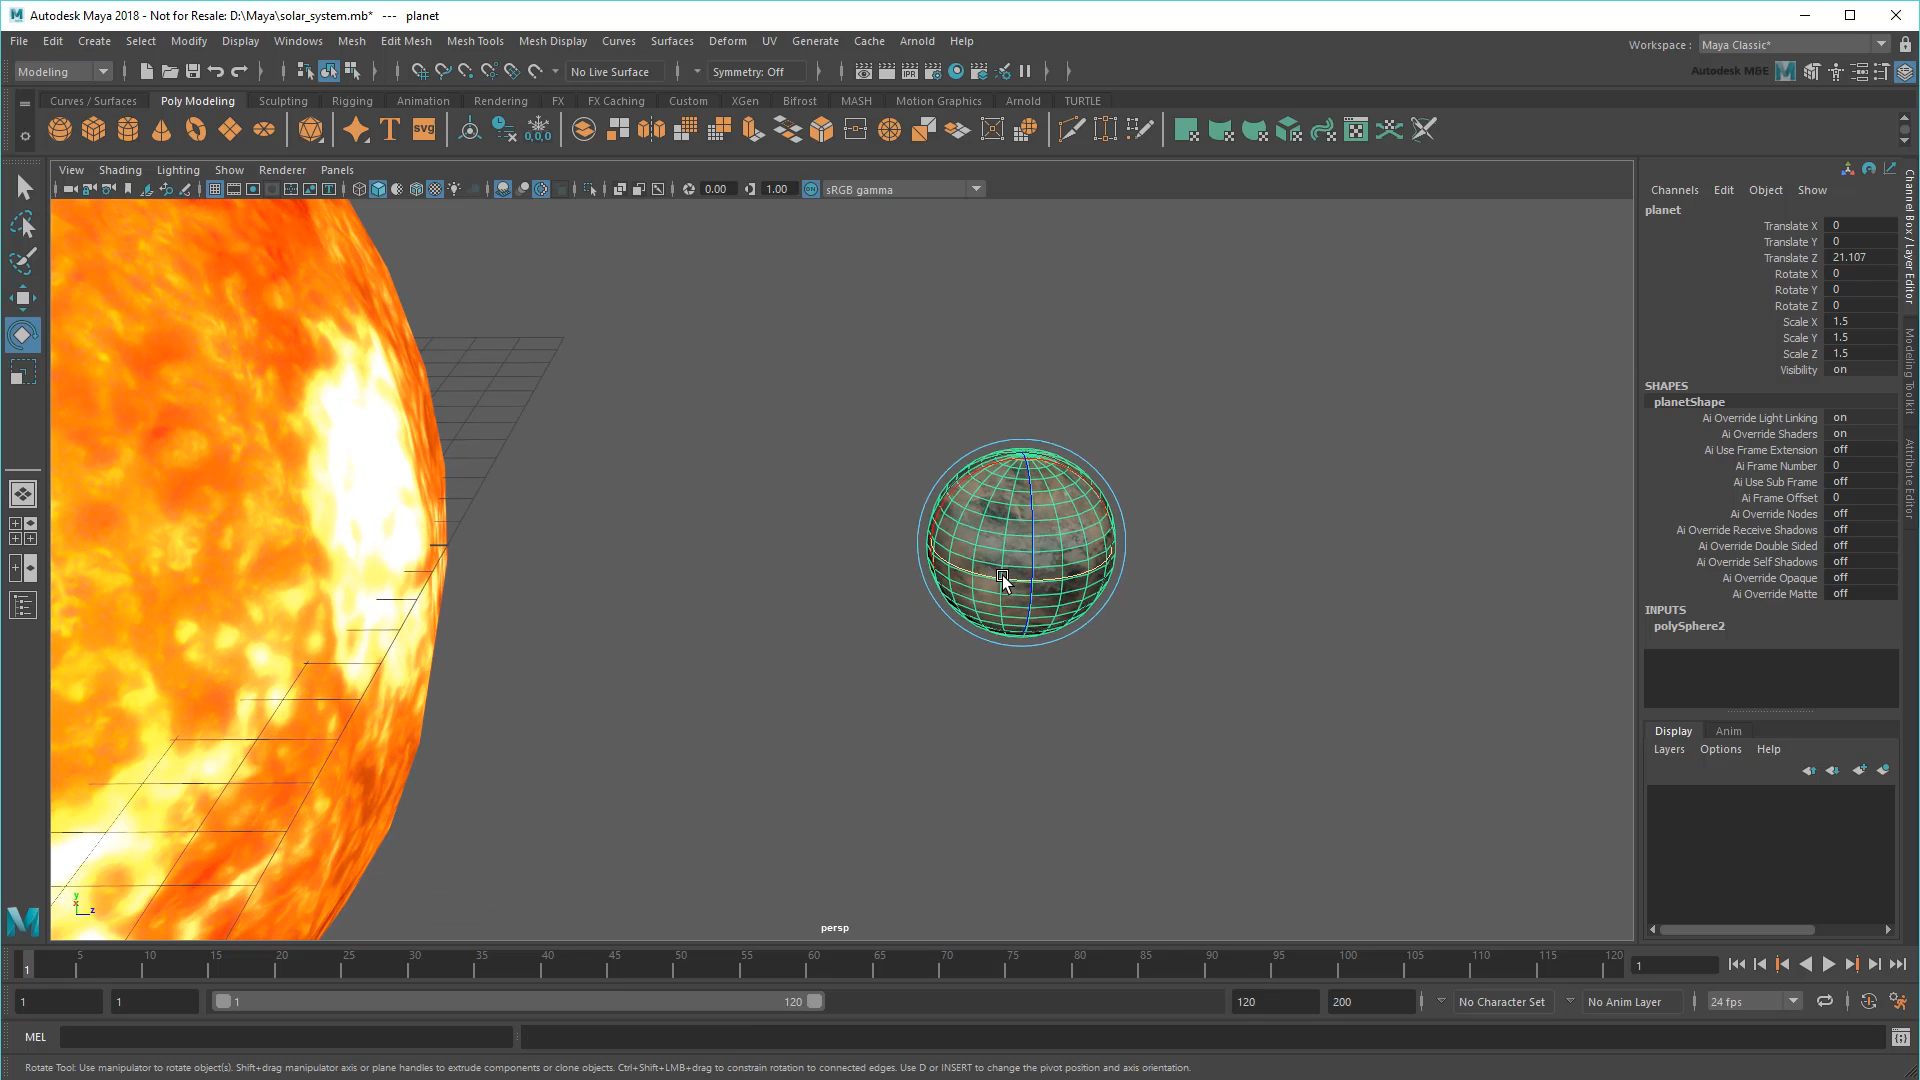 Autodesk Maya 2018 - Not for Resale: D:\Maya\solar_system.mb* --- planet
File Edit Create Select Modify Display Windows Mesh Edit Mesh Mesh Tools Mesh Display Curves Surfaces Deform UV Generate Cache Arnold Help
Workspace : Maya Classic*
Modeling No Live Surface Symmetry: Off Autodesk M&E
IPR
Curves / Surfaces Poly Modeling Sculpting Rigging Animation Rendering FX FX Caching Custom XGen Bifrost MASH Motion Graphics Arnold TURTLE
T svg 0,0,0
View Shading Lighting Show Renderer Panels
0.00 1.00 ON sRGB gamma
Channels Edit Object Show
planet
Translate X 0
Translate Y 0
Translate Z 21.107
Rotate X 0
Rotate Y 0
Rotate Z 0
Scale X 1.5
Scale Y 1.5
Scale Z 1.5
Visibility on
SHAPES
planetShape
Ai Override Light Linking on
Ai Override Shaders on
Ai Use Frame Extension off
Ai Frame Number 0
Ai Use Sub Frame off
Ai Frame Offset 0
Ai Override Nodes off
Ai Override Receive Shadows off
Ai Override Double Sided off
Ai Override Self Shadows off
Ai Override Opaque off
Ai Override Matte off
INPUTS
polySphere2
Channel Box / Layer Editor
Modeling Toolkit
Attribute Editor
Display Anim
Layers Options Help
y
x
z
persp
1 5 10 15 20 25 30 35 40 45 50 55 60 65 70 75 80 85 90 95 100 105 110 115 120 1
1 1 1 120 120 200 No Character Set No Anim Layer 24 fps
MEL
Rotate Tool: Use manipulator to rotate object(s). Shift+drag manipulator axis or plane handles to extrude components or clone objects. Ctrl+Shift+LMB+drag to constrain rotation to connected edges. Use D or INSERT to change the pivot position and axis orientation.